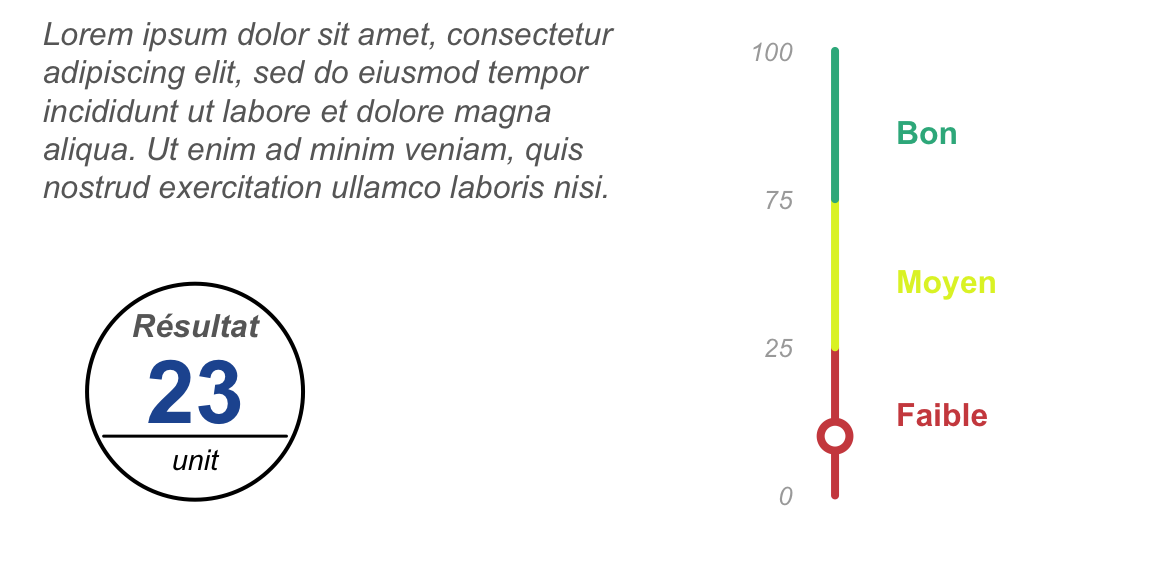 Lorem ipsum dolor sit amet, consectetur
adipiscing elit, sed do eiusmod tempor
incididunt ut labore et dolore magna
aliqua. Ut enim ad minim veniam, quis
nostrud exercitation ullamco laboris nisi.
Résultat
23
unit
100
Bon
75
Moyen
25
Faible
0